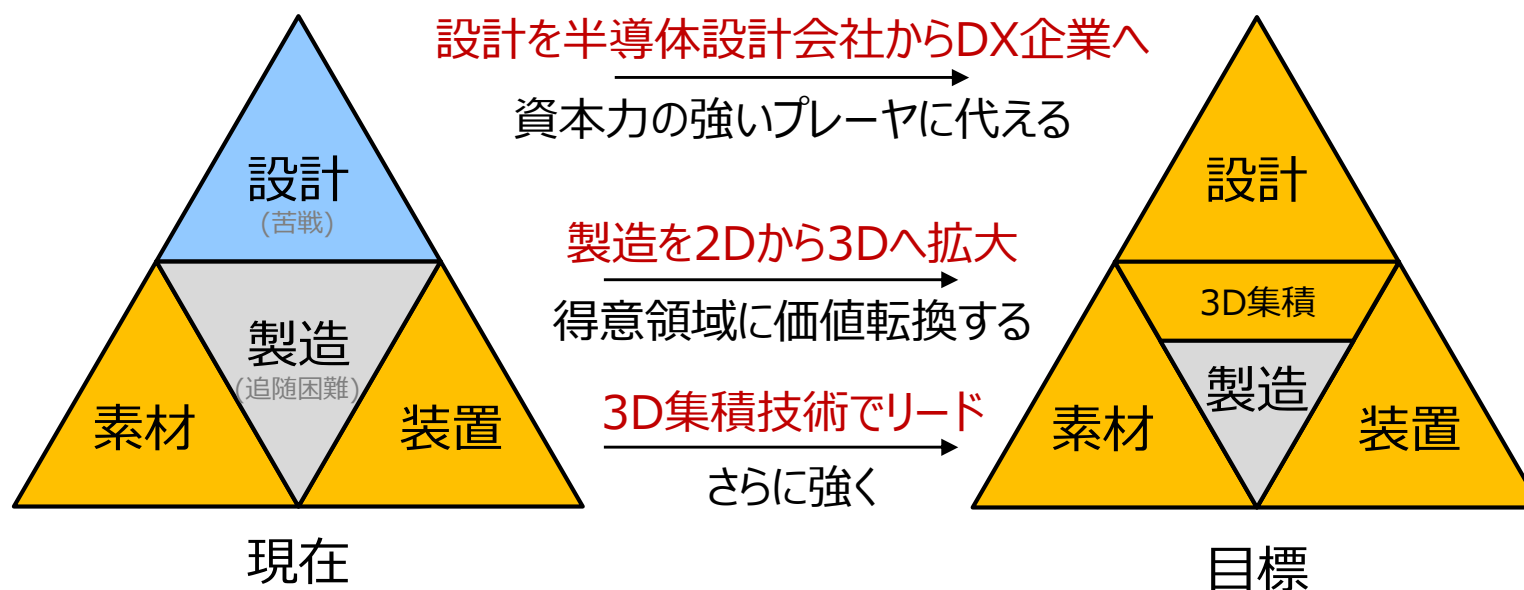 設計
(苦戦)
製造
(追随困難)
素材
装置
現在
設計を半導体設計会社からDX企業へ
資本力の強いプレーヤに代える
製造を2Dから3Dへ拡大
得意領域に価値転換する
3D集積技術でリード
さらに強く
設計
3D集積
製造
素材
装置
目標